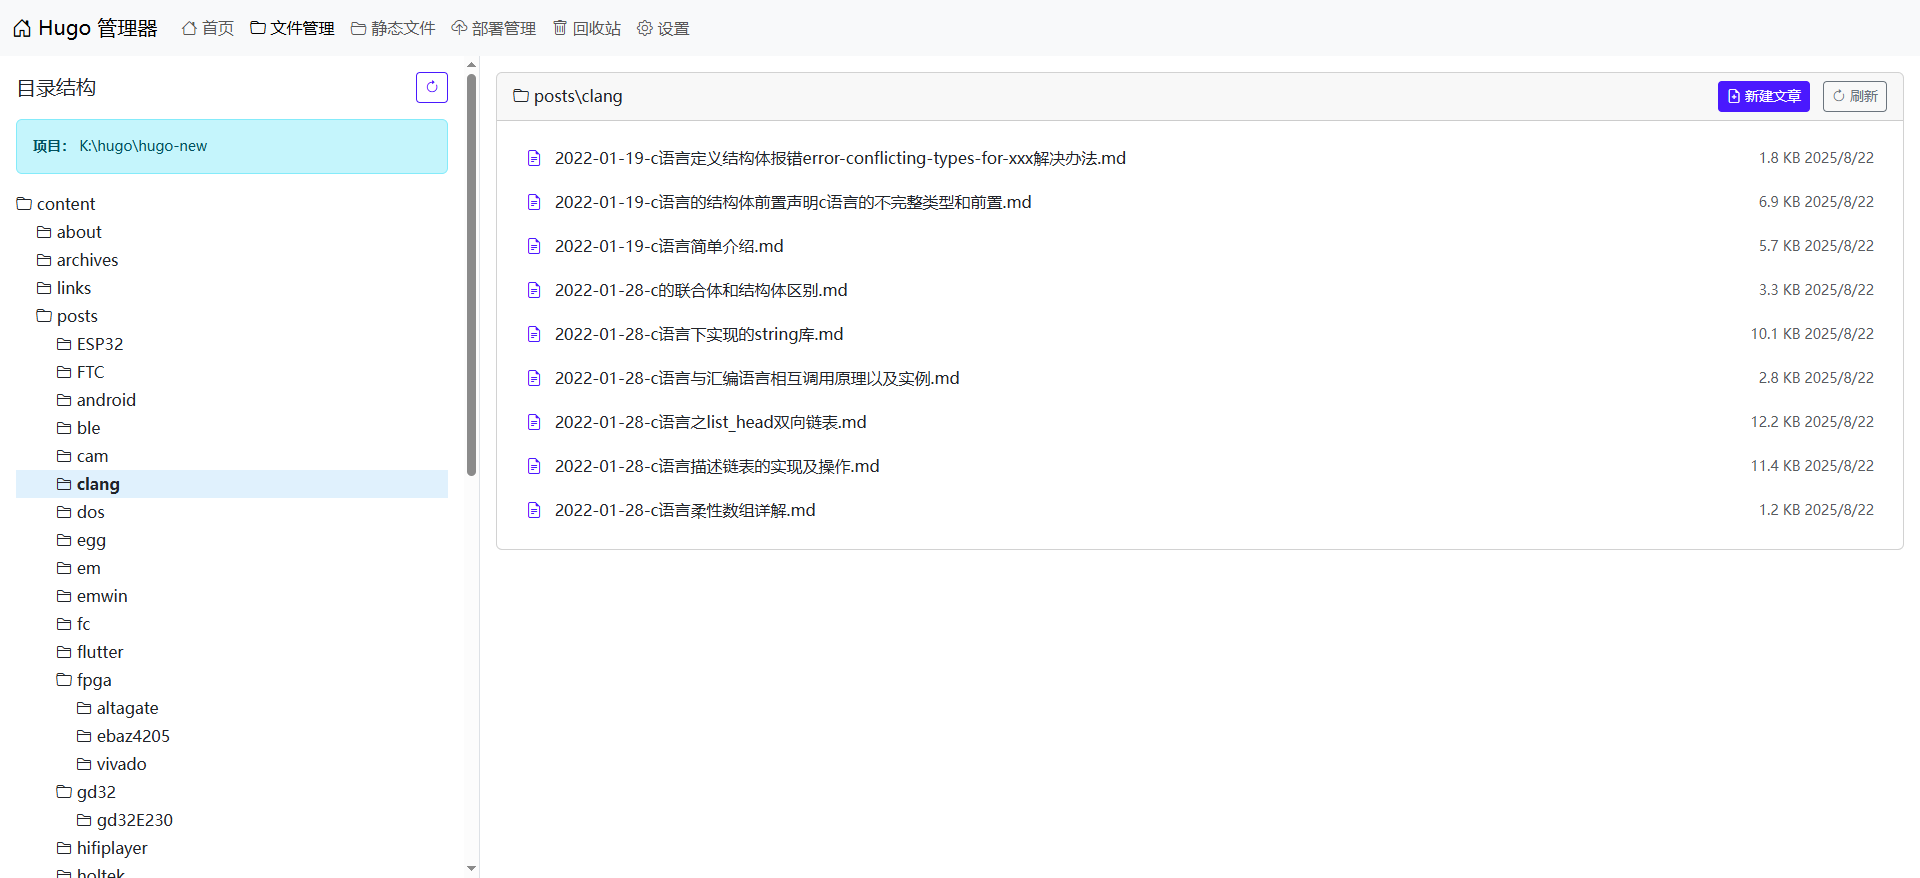 Hugo 管理器 首页 文件管理 静态文件 部署管理 回收站 设置
目录结构
项目: K:\hugo\hugo-new
content
about
archives
links
posts
ESP32
FTC
android
ble
cam
clang
dos
egg
em
emwin
fc
flutter
fpga
altagate
ebaz4205
vivado
gd32
gd32E230
hifiplayer
holtek
posts\clang 新建文章 刷新
2022-01-19-c语言定义结构体报错error-conflicting-types-for-xxx解决办法.md 1.8 KB 2025/8/22
2022-01-19-c语言的结构体前置声明c语言的不完整类型和前置.md 6.9 KB 2025/8/22
2022-01-19-c语言简单介绍.md 5.7 KB 2025/8/22
2022-01-28-c的联合体和结构体区别.md 3.3 KB 2025/8/22
2022-01-28-c语言下实现的string库.md 10.1 KB 2025/8/22
2022-01-28-c语言与汇编语言相互调用原理以及实例.md 2.8 KB 2025/8/22
2022-01-28-c语言之list_head双向链表.md 12.2 KB 2025/8/22
2022-01-28-c语言描述链表的实现及操作.md 11.4 KB 2025/8/22
2022-01-28-c语言柔性数组详解.md 1.2 KB 2025/8/22